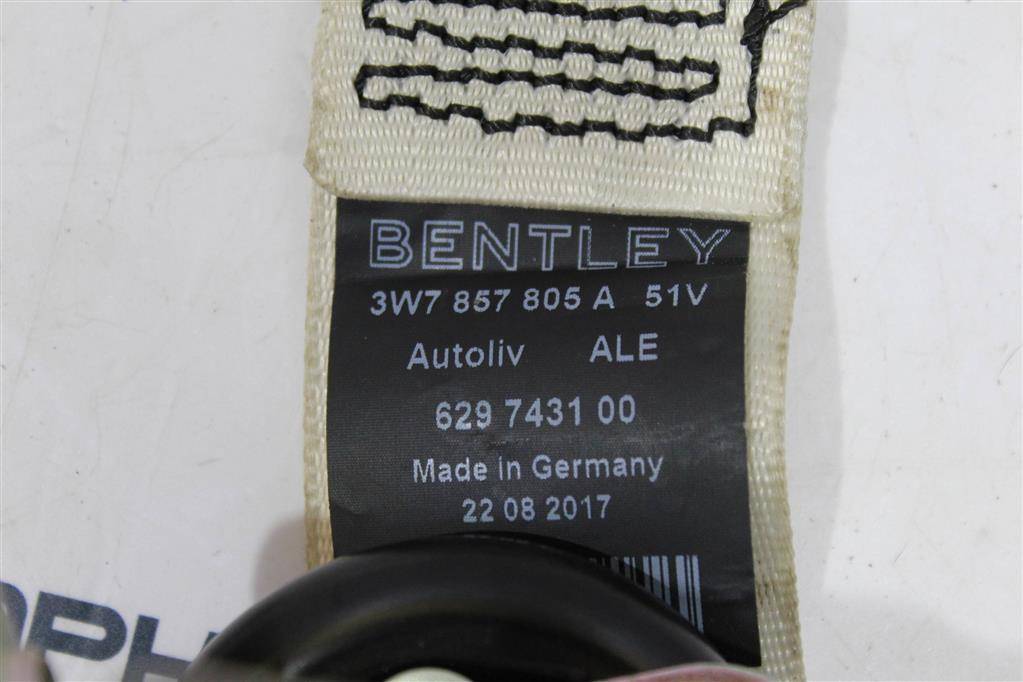 BENTLEY
3W7 857 805 A 51V
Autoliv ALE
629 7431 00
Made in Germany
22 08 2017